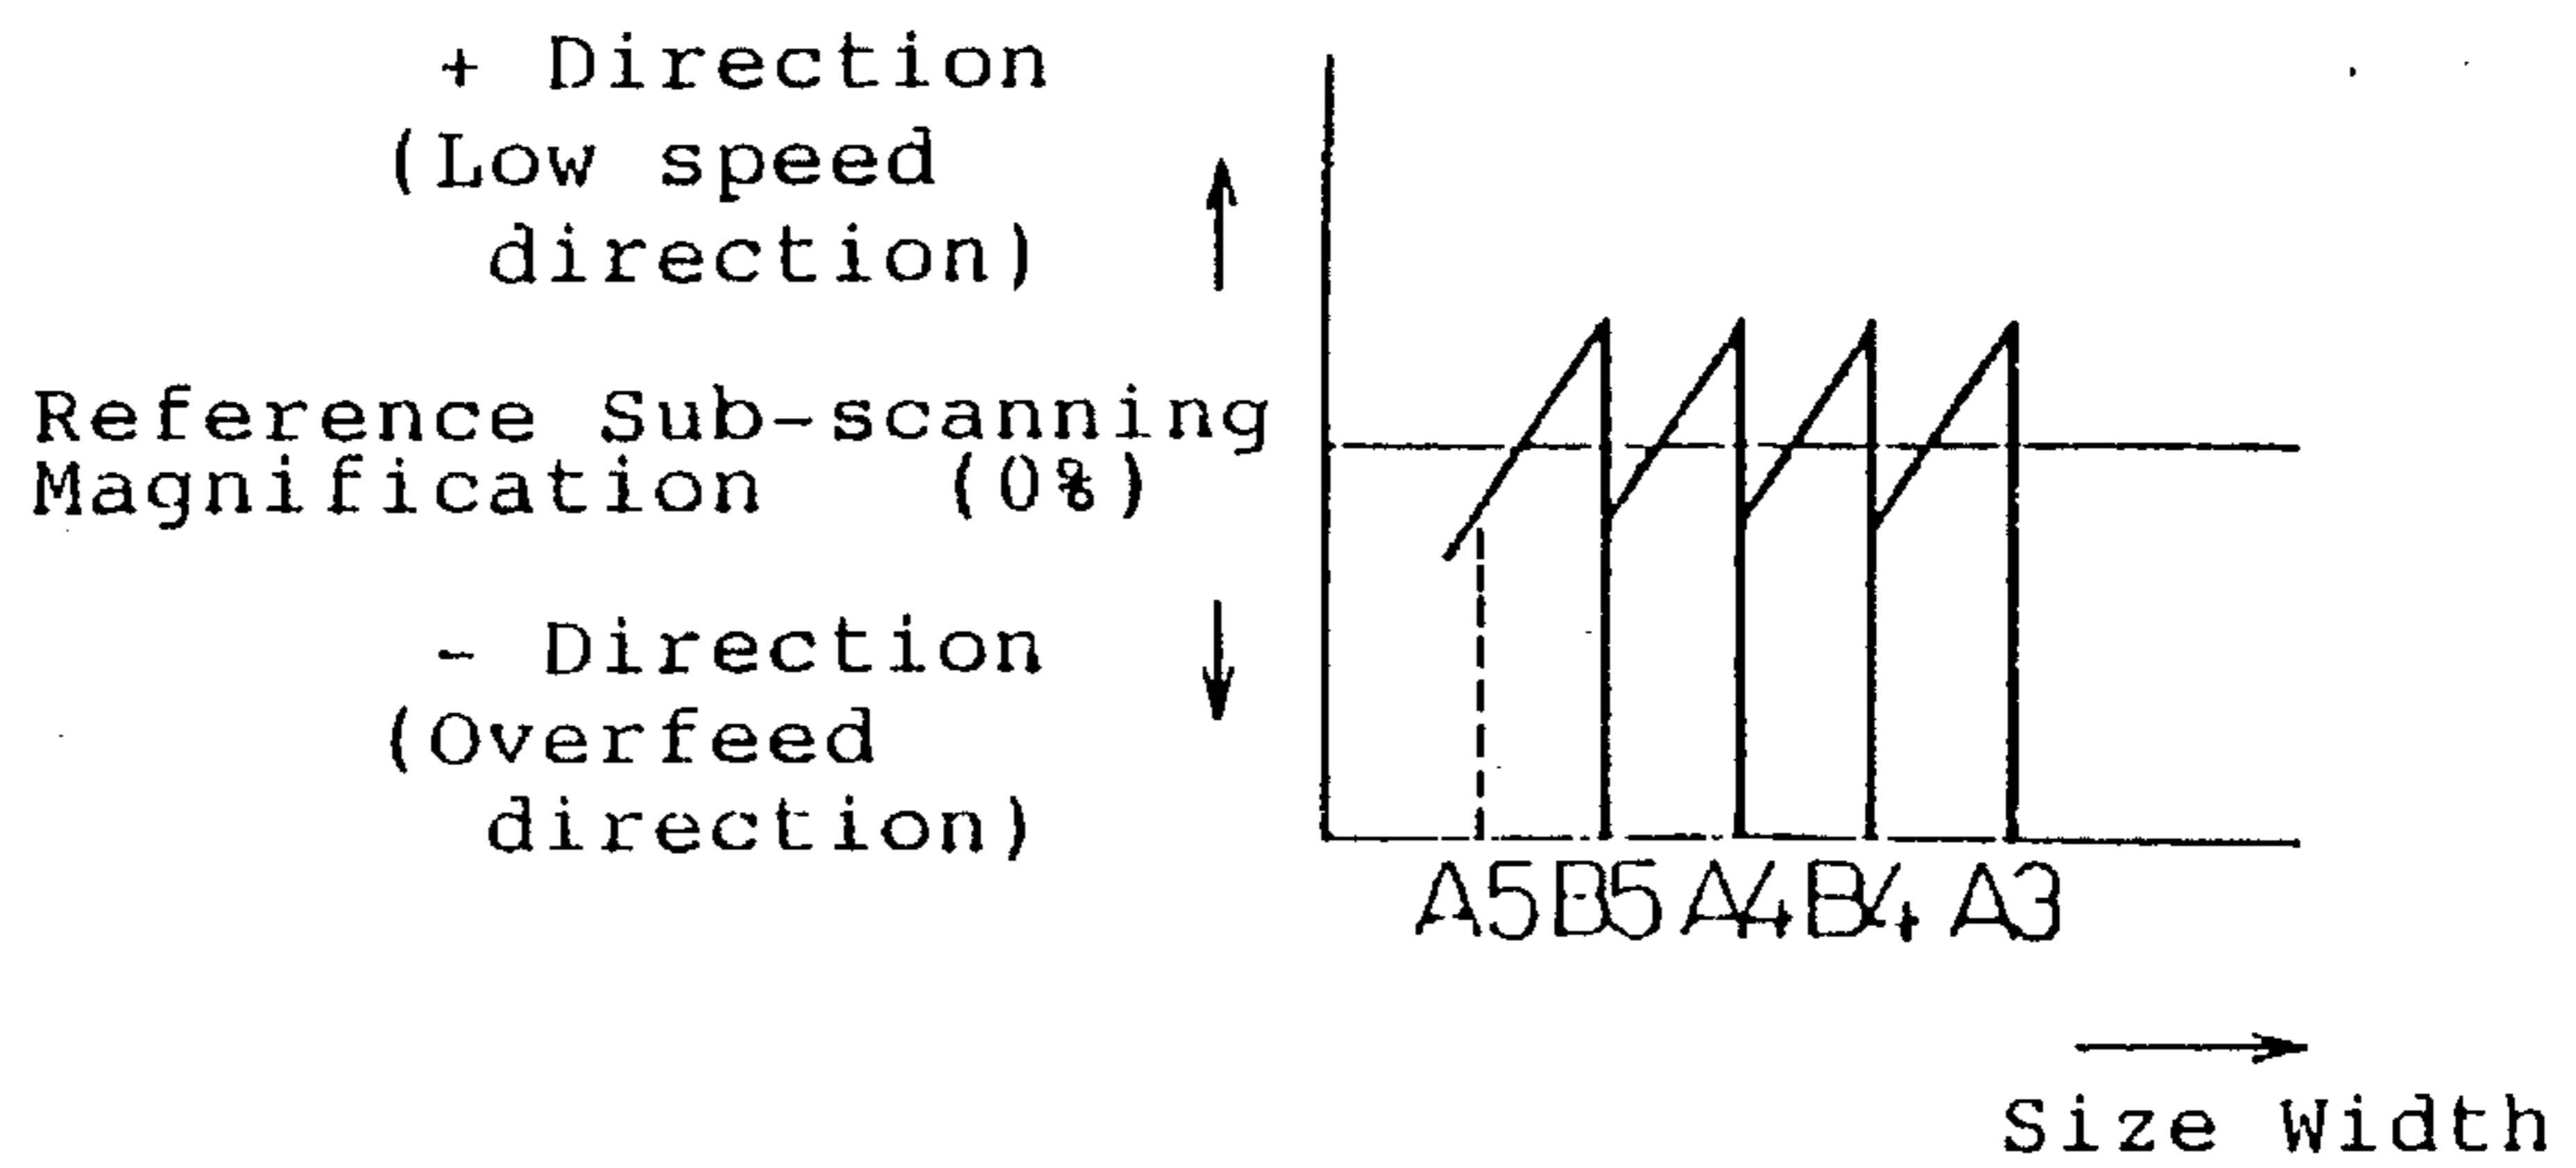 + Direction
(Low speed
direction)
Reference Sub-scanning
Magnification (0%)
- Direction
(Overfeed
direction)
A5 B5 A4 B4 A3
Size Width